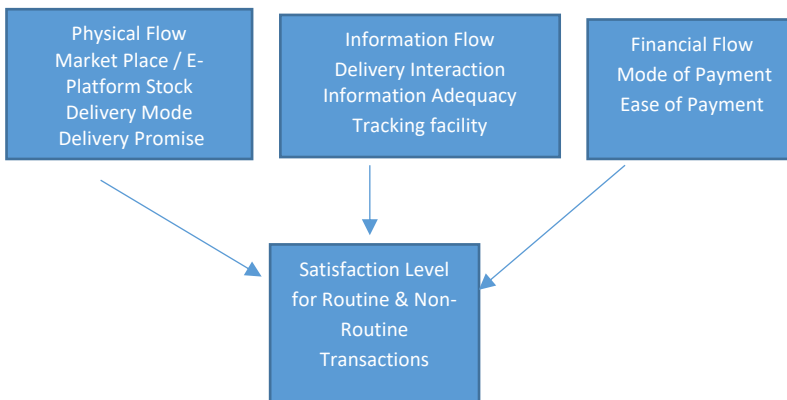 Physical Flow
Market Place / E-
Platform Stock
Delivery Mode
Delivery Promise
Information Flow
Delivery Interaction
Information Adequacy
Tracking facility
Financial Flow
Mode of Payment
Ease of Payment
Satisfaction Level
for Routine & Non-
Routine
Transactions